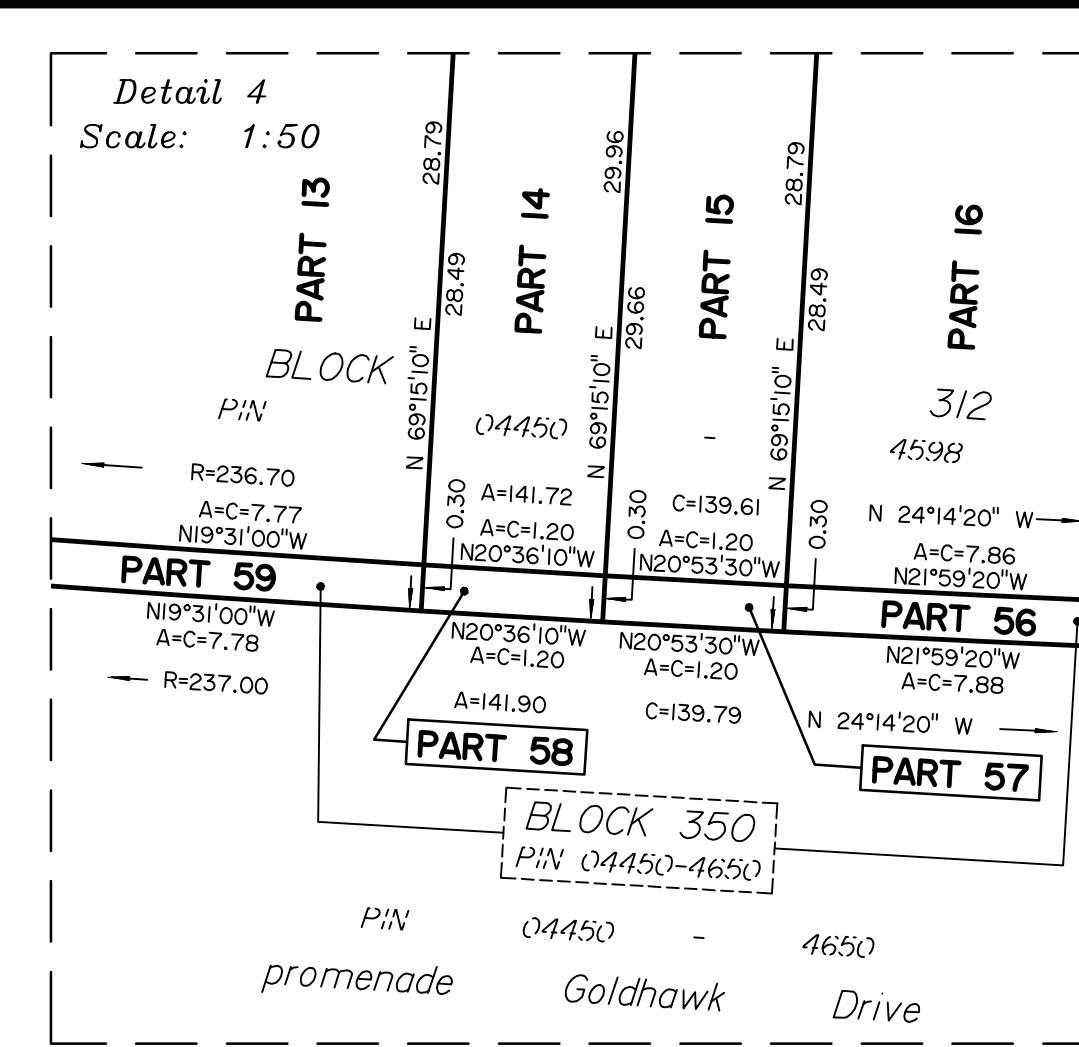 Detail 4
Scale: 1:50
PART 13
28.79
28.49
N 69°15'10" E
PART 14
29.96
29.66
N 69°15'10" E
PART 15
28.79
28.49
N 69°15'10" E
PART 16
BLOCK 312
PIN 04450 - 4598
R=236.70 A=141.72 C=139.61 N 24°14'20" W
A=C=7.77
N19°31'00"W
0.30
A=C=1.20
N20°36'10"W
0.30
A=C=1.20
N20°53'30"W
0.30
A=C=7.86
N21°59'20"W
PART 59
PART 56
N19°31'00"W
A=C=7.78
N20°36'10"W
A=C=1.20
N20°53'30"W
A=C=1.20
N21°59'20"W
A=C=7.88
R=237.00 A=141.90 C=139.79 N 24°14'20" W
PART 58
PART 57
BLOCK 350
PIN 04450-4650
PIN 04450 - 4650
promenade Goldhawk Drive